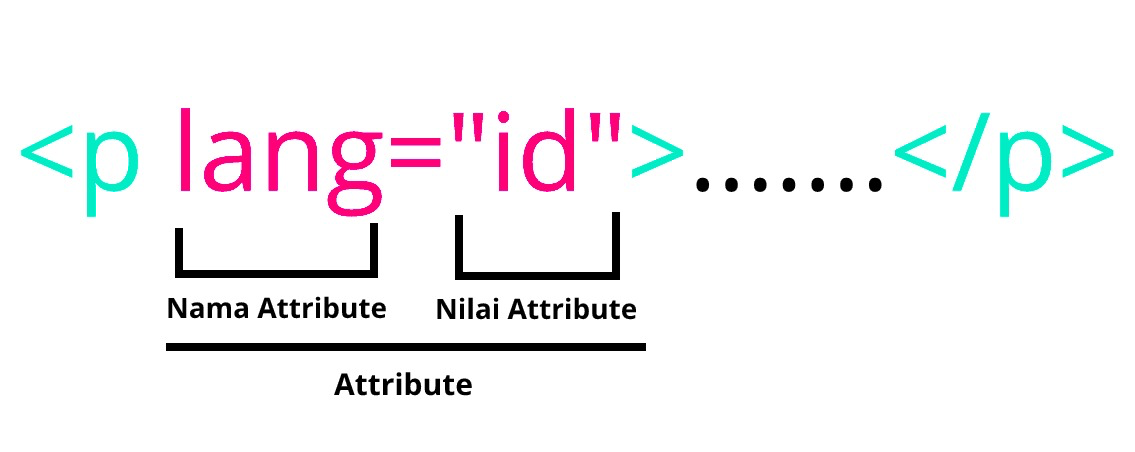 <p lang="id">.......</p>
Nama Attribute Nilai Attribute
Attribute